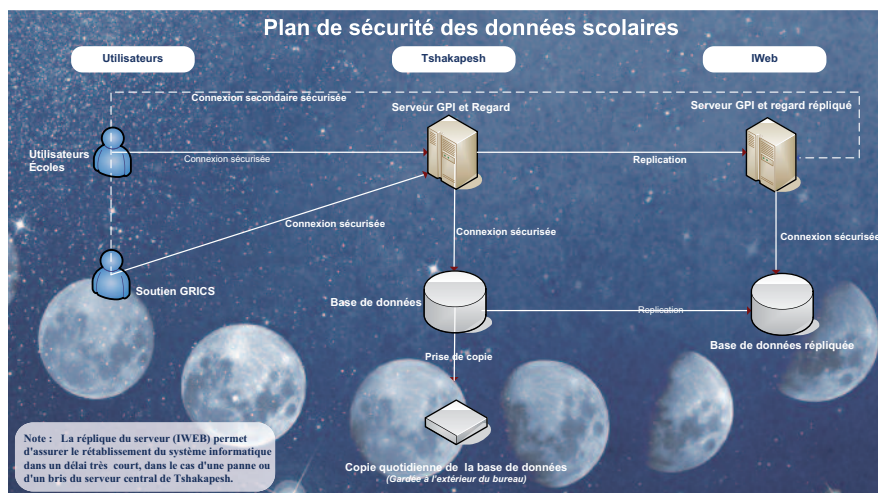 Plan de sécurité des données scolaires
Utilisateurs
Tshakapesh
IWeb
Connexion secondaire sécurisée
Serveur GPI et Regard
Serveur GPI et regard répliqué
Utilisateurs
Écoles
Connexion sécurisée
Replication
Connexion sécurisée
Connexion sécurisée
Connexion sécurisée
Soutien GRICS
Base de données
Replication
Base de données répliquée
Prise de copie
Note : La réplique du serveur (IWEB) permet
d'assurer le rétablissement du système informatique
dans un délai très court, dans le cas d'une panne ou
d'un bris du serveur central de Tshakapesh.
Copie quotidienne de la base de données
(Gardée à l'extérieur du bureau)